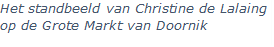 Het standbeeld van Christine de Lalaing
op de Grote Markt van Doornik